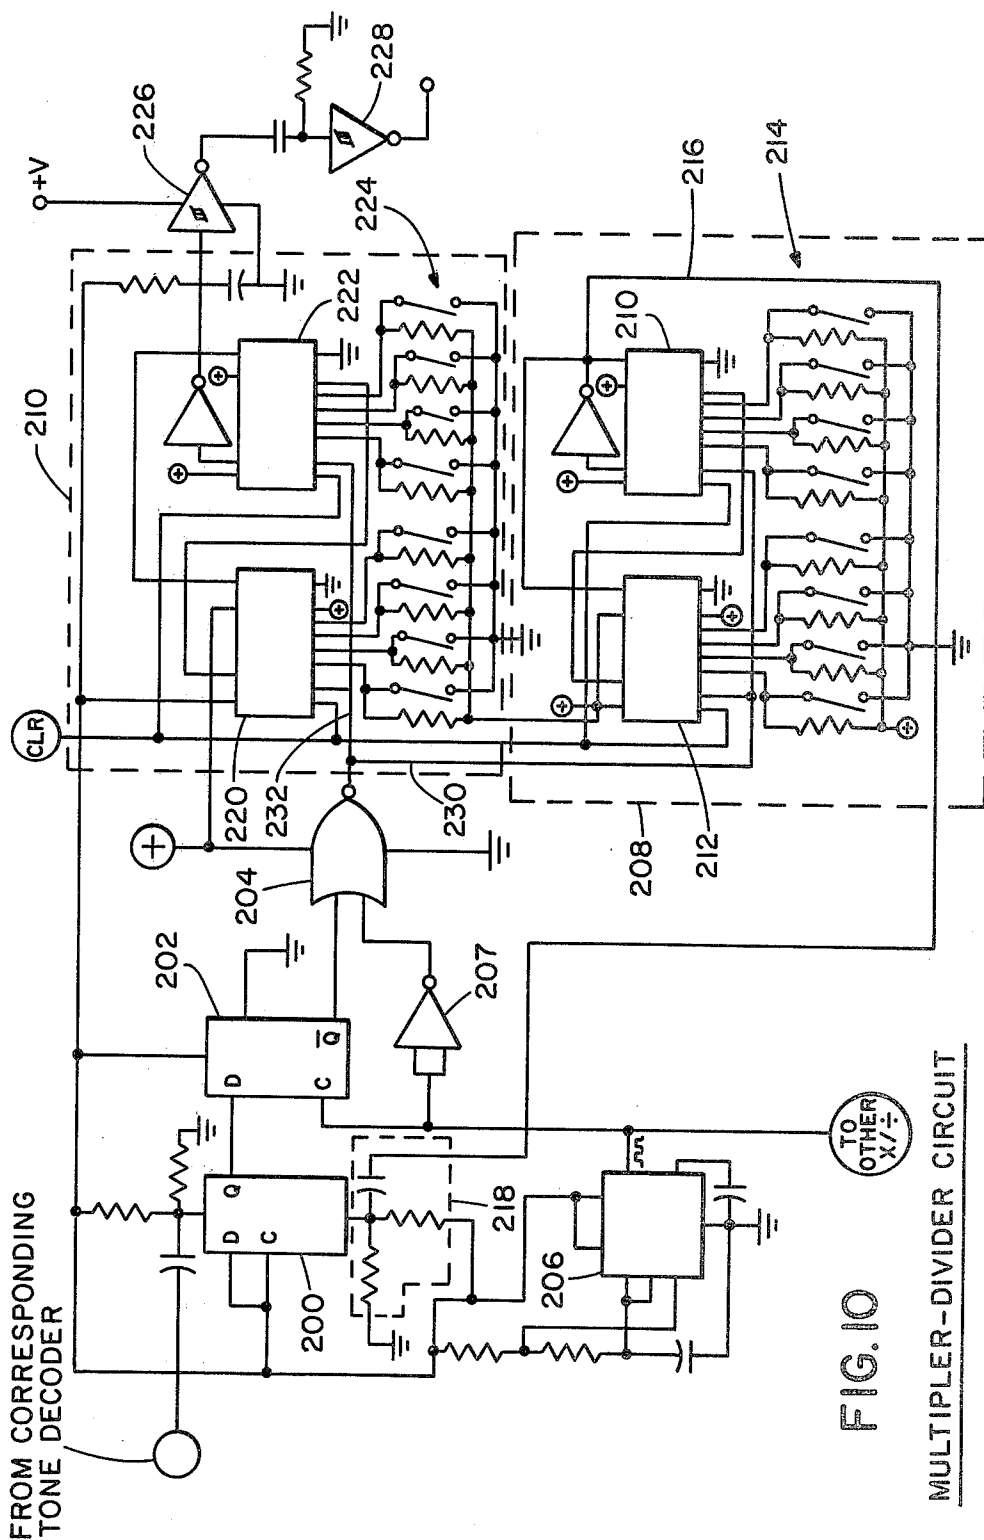 FROM CORRESPONDING
TONE DECODER
CLR
+V
226
228
210
222
224
220
232
230
204
202
207
D
Q
C
D
C
Q̅
200
218
206
208
212
210
216
214
TO
OTHER
X/÷
FIG.10
MULTIPLER-DIVIDER CIRCUIT